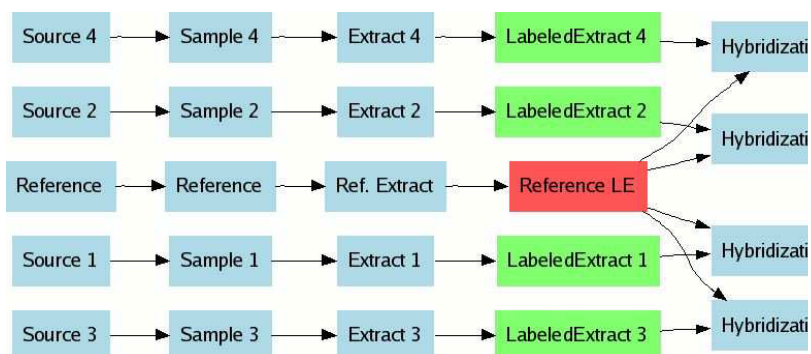 Source 4 Sample 4 Extract 4 LabeledExtract 4 Hybridizati
Source 2 Sample 2 Extract 2 LabeledExtract 2 Hybridizati
Reference Reference Ref. Extract Reference LE
Source 1 Sample 1 Extract 1 LabeledExtract 1 Hybridizati
Source 3 Sample 3 Extract 3 LabeledExtract 3 Hybridizati